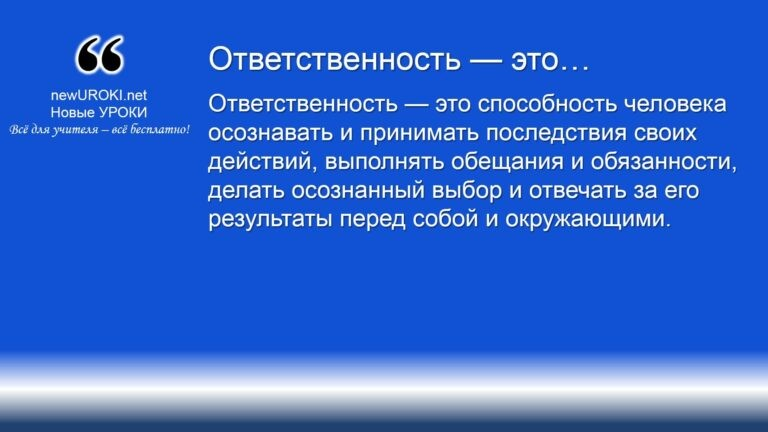 ❝
newUROKI.net
Новые УРОКИ
Всё для учителя – всё бесплатно!
Ответственность — это…
Ответственность — это способность человека
осознавать и принимать последствия своих
действий, выполнять обещания и обязанности,
делать осознанный выбор и отвечать за его
результаты перед собой и окружающими.